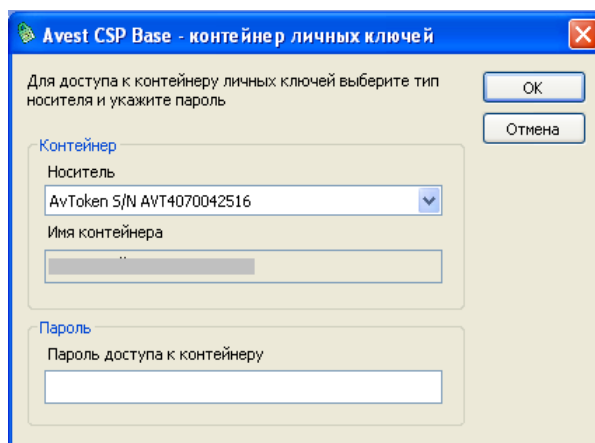 Avest CSP Base - контейнер личных ключей
Для доступа к контейнеру личных ключей выберите тип
носителя и укажите пароль
OK
Отмена
Контейнер
Носитель
AvToken S/N AVT4070042516
Имя контейнера
Пароль
Пароль доступа к контейнеру